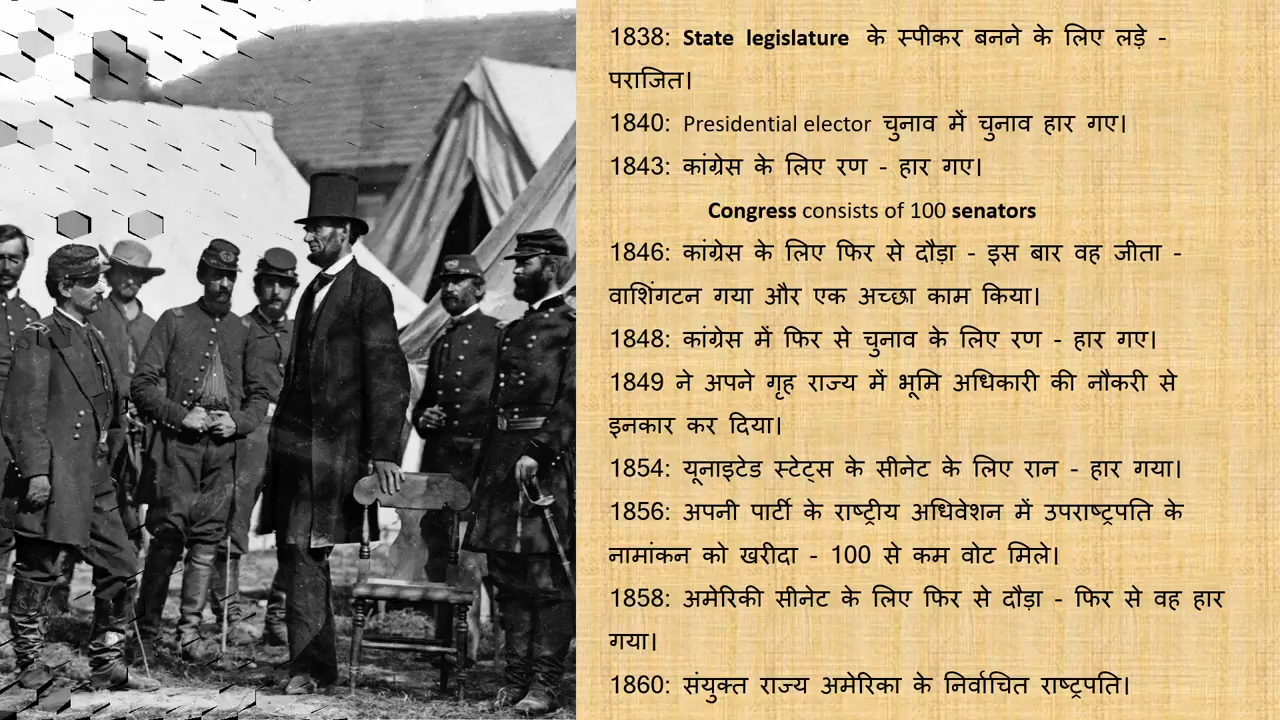 1838: State legislature के स्पीकर बनने के लिए लड़े -
पराजित।
1840: Presidential elector चुनाव में चुनाव हार गए।
1843: कांग्रेस के लिए रण - हार गए।
Congress consists of 100 senators
1846: कांग्रेस के लिए फिर से दौड़ा - इस बार वह जीता -
वाशिंगटन गया और एक अच्छा काम किया।
1848: कांग्रेस में फिर से चुनाव के लिए रण - हार गए।
1849 ने अपने गृह राज्य में भूमि अधिकारी की नौकरी से
इनकार कर दिया।
1854: यूनाइटेड स्टेट्स के सीनेट के लिए रान - हार गया।
1856: अपनी पार्टी के राष्ट्रीय अधिवेशन में उपराष्ट्रपति के
नामांकन को खरीदा - 100 से कम वोट मिले।
1858: अमेरिकी सीनेट के लिए फिर से दौड़ा - फिर से वह हार
गया।
1860: संयुक्त राज्य अमेरिका के निर्वाचित राष्ट्रपति।